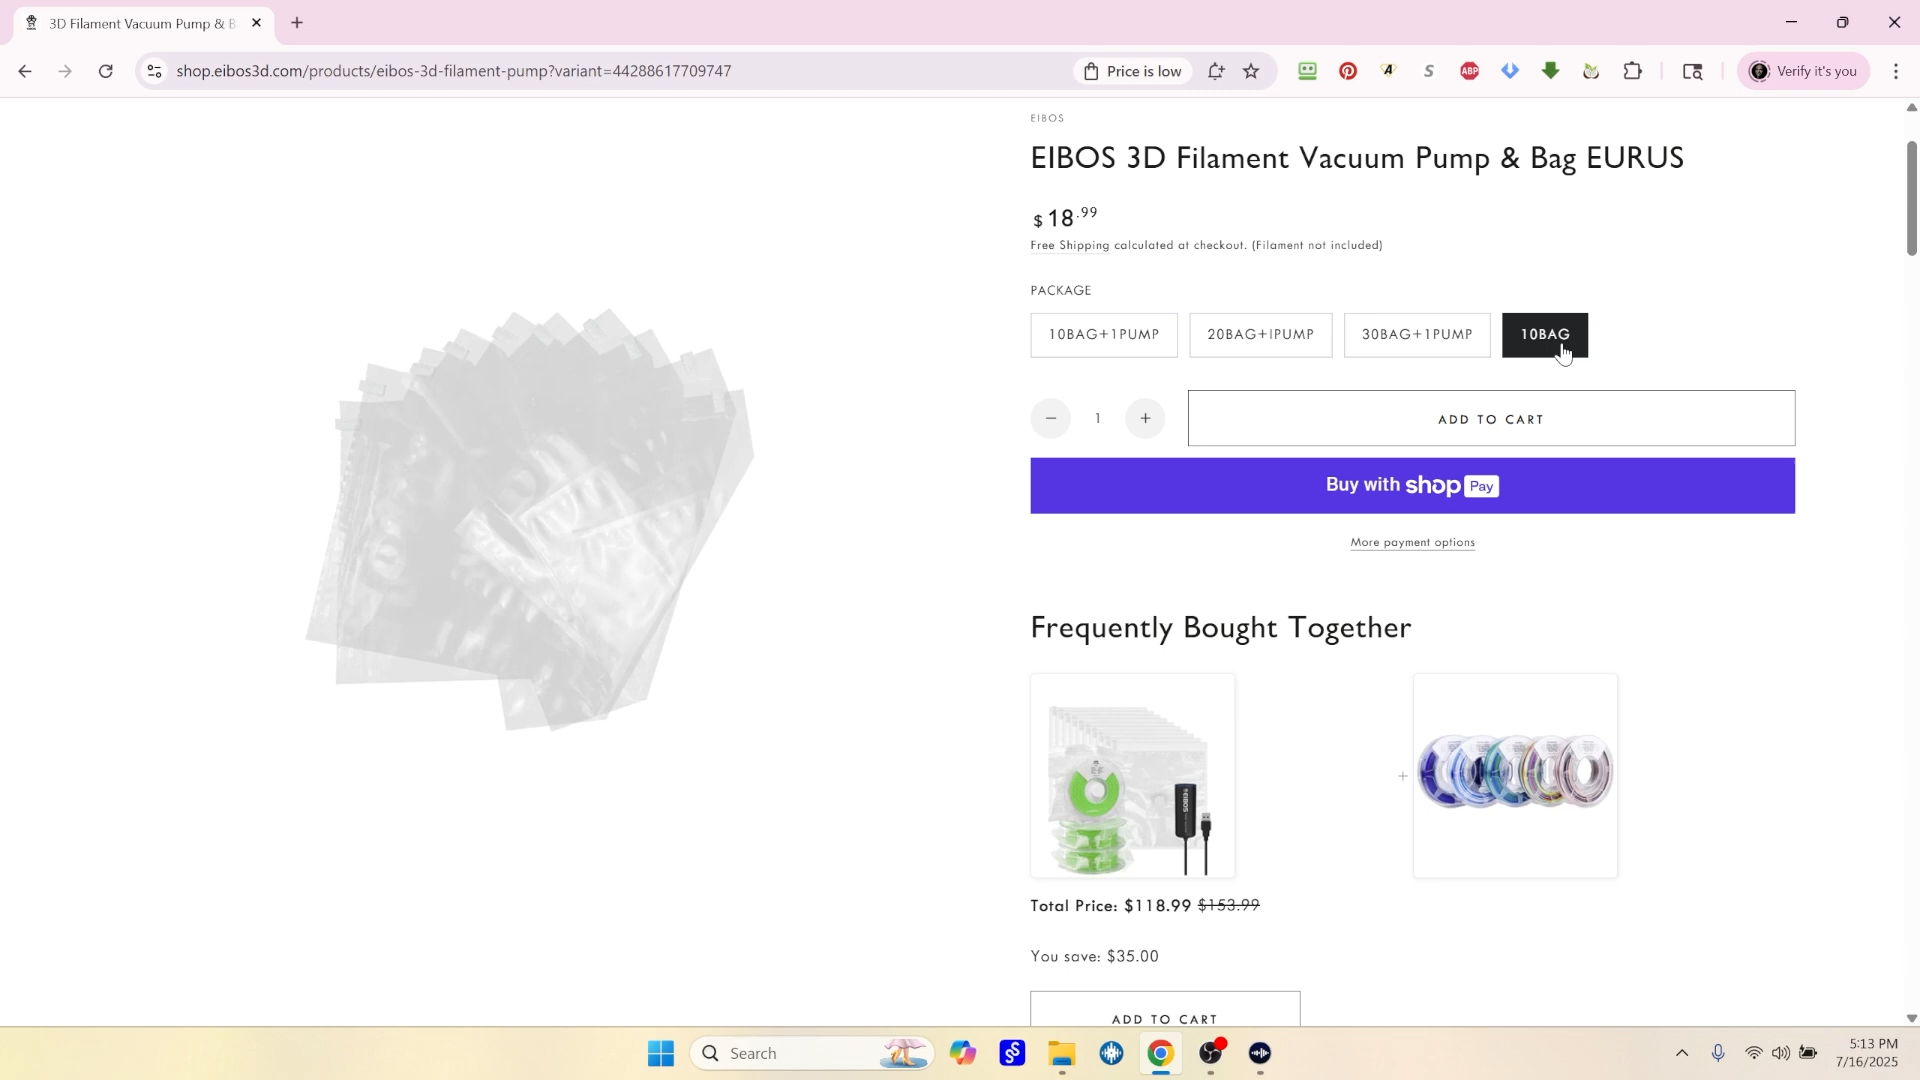 3D Filament Vacuum Pump & B
shop.eibos3d.com/products/eibos-3d-filament-pump?variant=44288617709747
Price is low
ABP
Verify it's you
EIBOS
EIBOS 3D Filament Vacuum Pump & Bag EURUS
$18.99
Free Shipping calculated at checkout. (Filament not included)
PACKAGE
10BAG+1PUMP
20BAG+IPUMP
30BAG+1PUMP
10BAG
− 1 +
ADD TO CART
Buy with shop Pay
More payment options
Frequently Bought Together
EIBOS
+
Total Price: $118.99 $153.99
You save: $35.00
ADD TO CART
Search
5:13 PM
7/16/2025